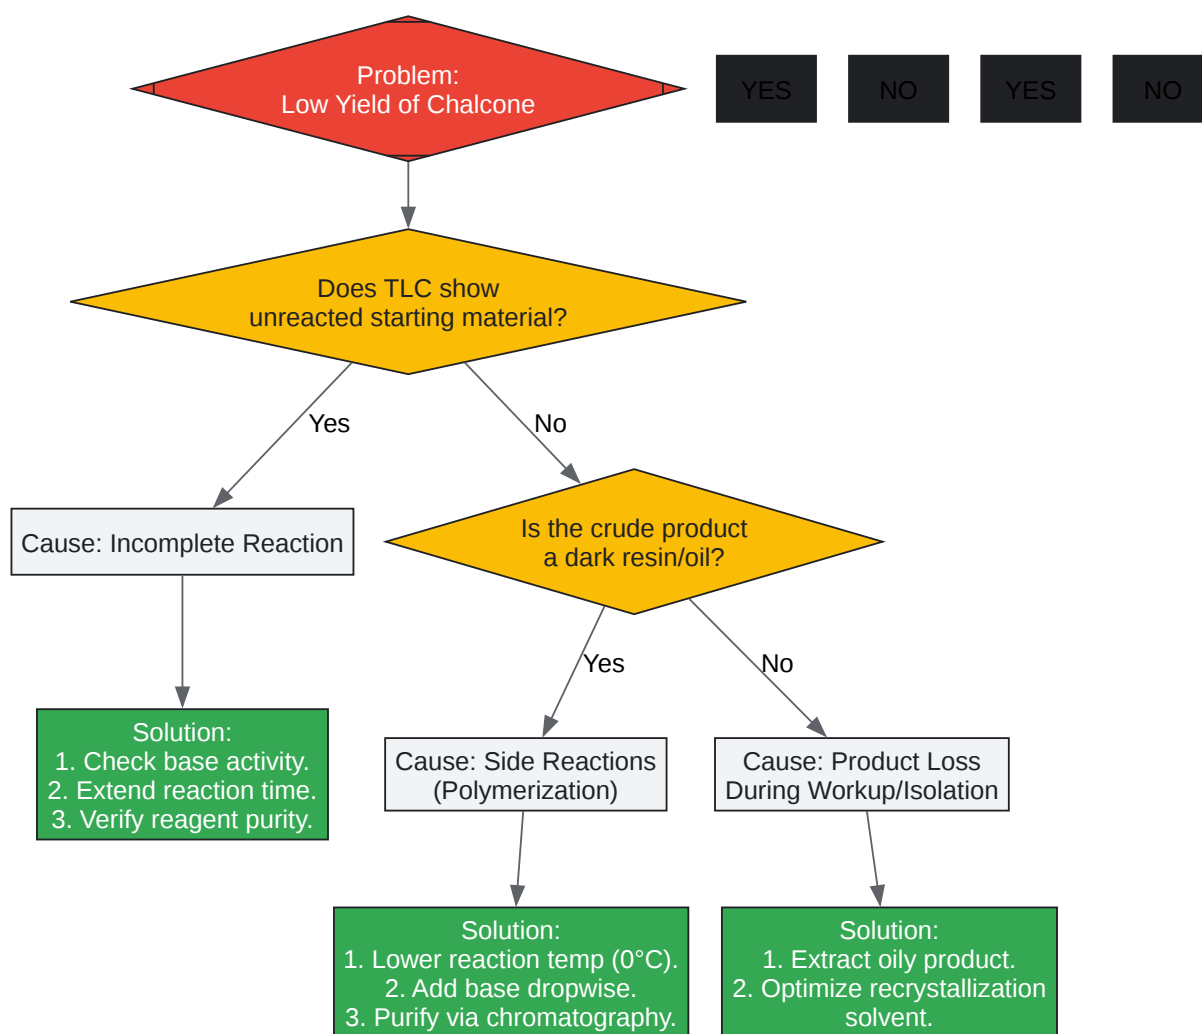 Problem:
Low Yield of Chalcone
YES
NO
YES
NO
Does TLC show
unreacted starting material?
Yes
No
Cause: Incomplete Reaction
Is the crude product
a dark resin/oil?
Yes
No
Solution:
1. Check base activity.
2. Extend reaction time.
3. Verify reagent purity.
Cause: Side Reactions
(Polymerization)
Cause: Product Loss
During Workup/Isolation
Solution:
1. Lower reaction temp (0°C).
2. Add base dropwise.
3. Purify via chromatography.
Solution:
1. Extract oily product.
2. Optimize recrystallization
solvent.